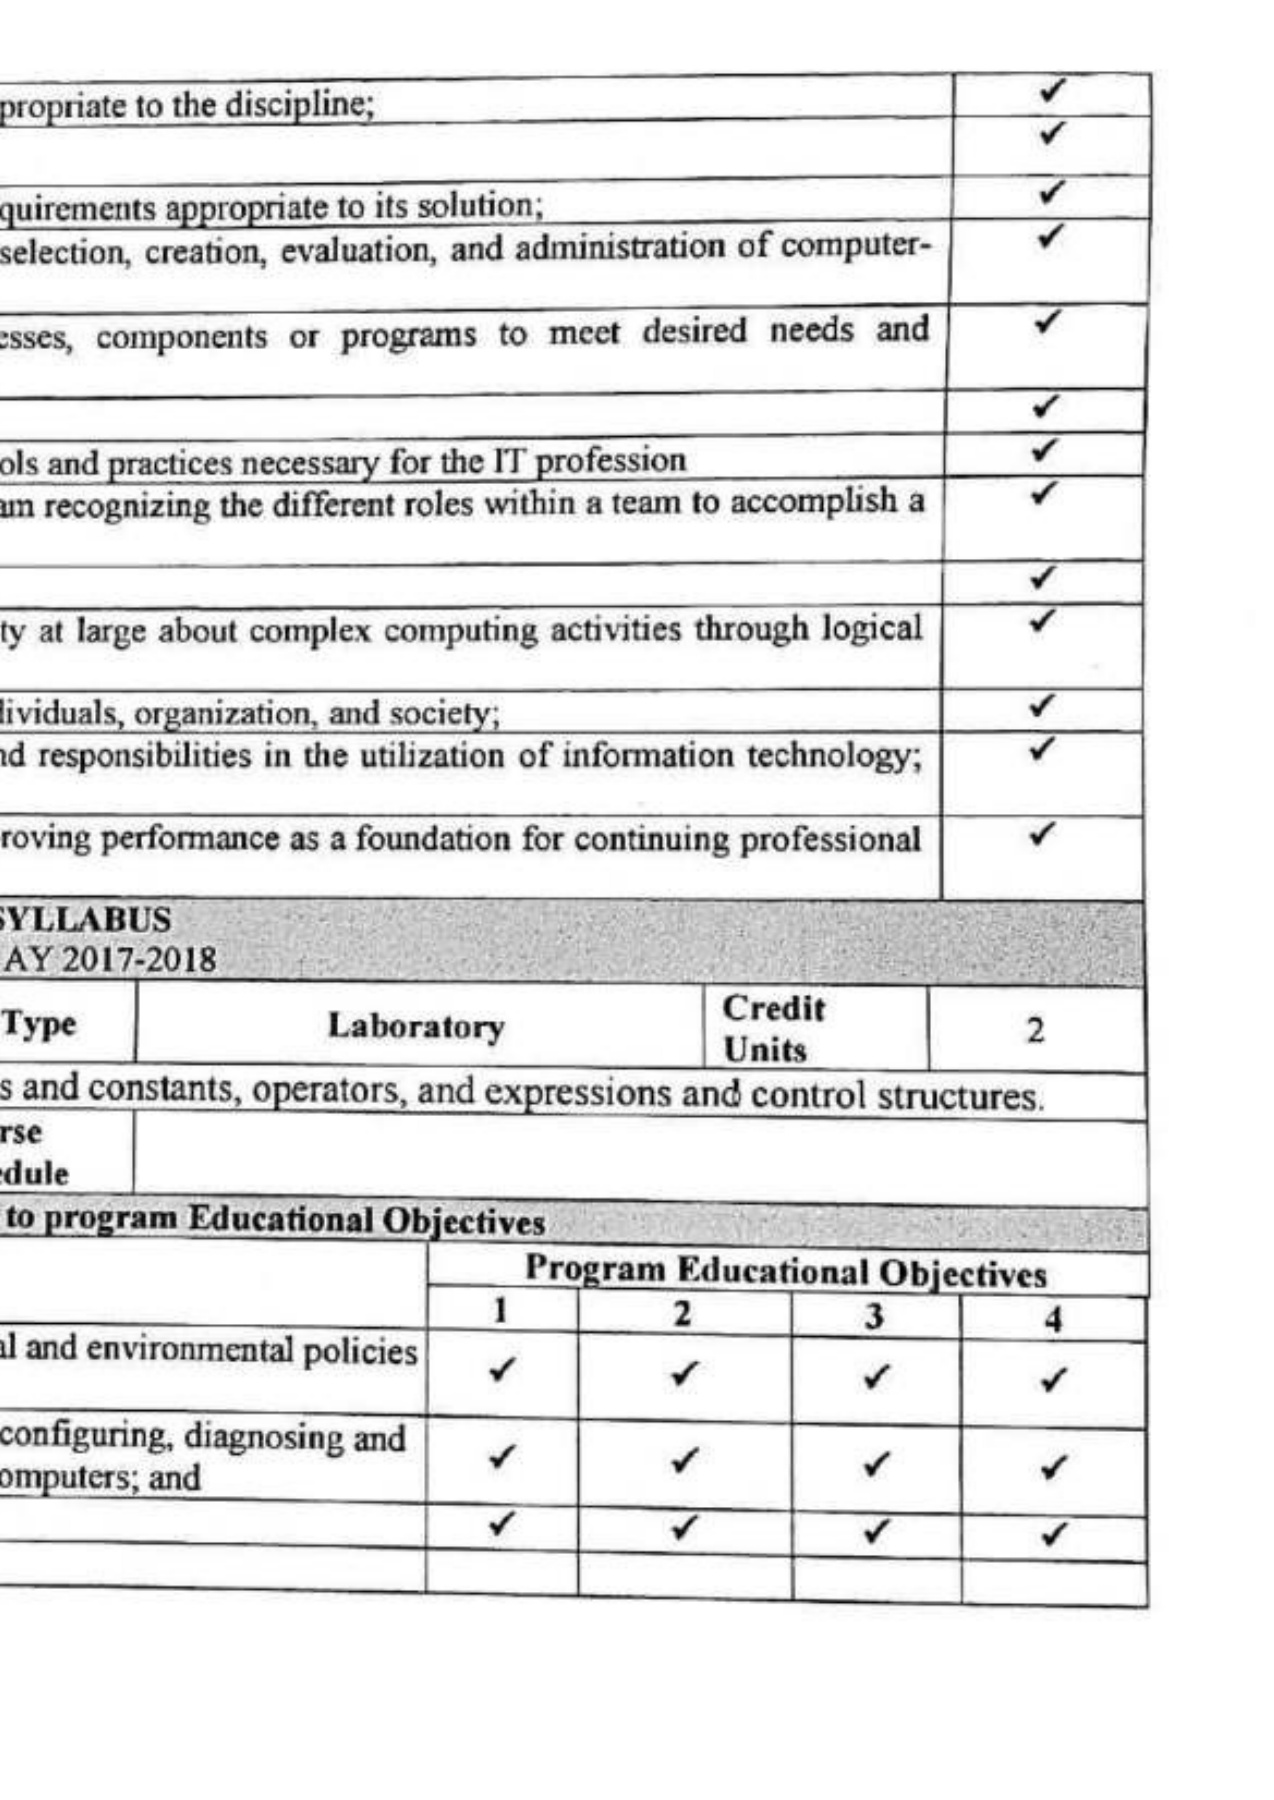 propriate to the discipline; ✓
✓
quirements appropriate to its solution; ✓
selection, creation, evaluation, and administration of computer- ✓
esses, components or programs to meet desired needs and ✓
✓
ols and practices necessary for the IT profession ✓
am recognizing the different roles within a team to accomplish a ✓
✓
ty at large about complex computing activities through logical ✓
dividuals, organization, and society; ✓
nd responsibilities in the utilization of information technology; ✓
roving performance as a foundation for continuing professional ✓
SYLLABUS
AY 2017-2018
Type Laboratory Credit Units 2
s and constants, operators, and expressions and control structures.
rse
edule
to program Educational Objectives
Program Educational Objectives
1 2 3 4
al and environmental policies ✓ ✓ ✓ ✓
configuring, diagnosing and
omputers; and ✓ ✓ ✓ ✓
✓ ✓ ✓ ✓